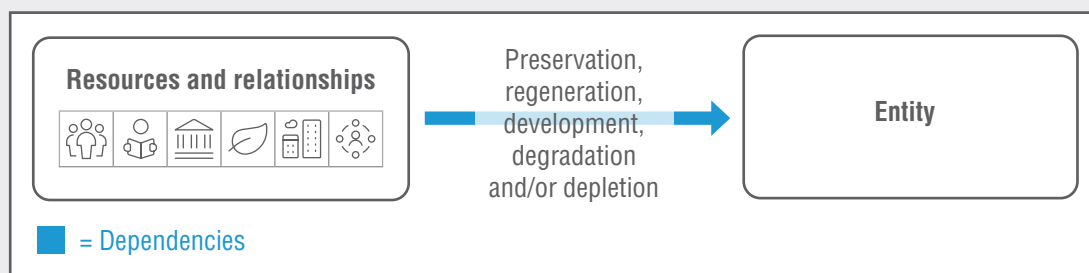 Resources and relationships
Preservation,
regeneration,
development,
degradation
and/or depletion
Entity
= Dependencies